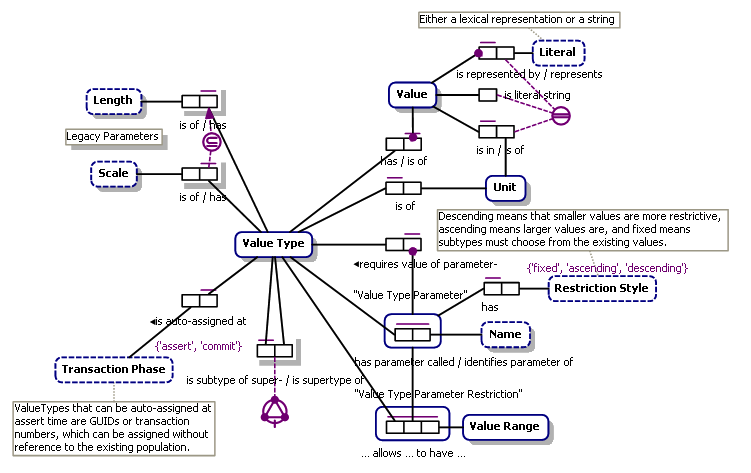 Either a lexical representation or a string
Literal
is represented by / represents
Value
is literal string
Length
is of / has
Legacy Parameters
has / is of
is in / is of
Scale
is of / has
is of
Unit
Descending means that smaller values are more restrictive,
ascending means larger values are, and fixed means
subtypes must choose from the existing values.
Value Type
requires value of parameter-
{'fixed', 'ascending', 'descending'}
"Value Type Parameter"
Restriction Style
has
is auto-assigned at
{'assert', 'commit'}
Name
Transaction Phase
has parameter called / identifies parameter of
is subtype of super- / is supertype of
"Value Type Parameter Restriction"
ValueTypes that can be auto-assigned at
assert time are GUIDs or transaction
numbers, which can be assigned without
reference to the existing population.
Value Range
... allows ... to have ...